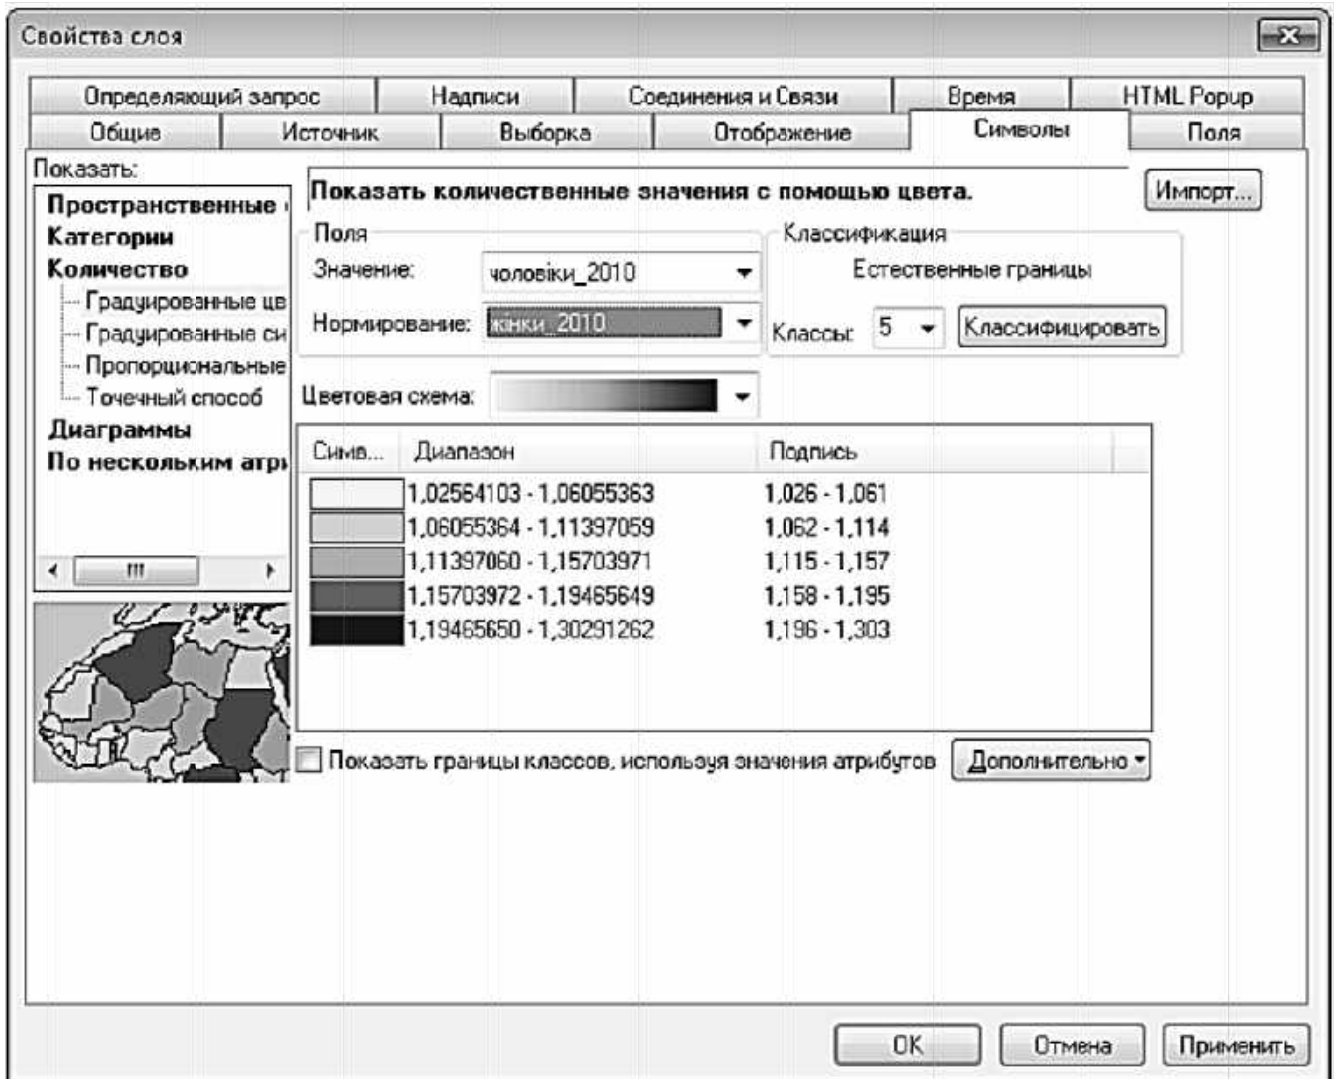 Свойства слоя
Определяющий запрос Надписи Соединения и Связи Время HTML Popup
Общие Источник Выборка Отображение Символы Поля
Показать:
Пространственные
Категории
Количество
Градуированные цв
Градуированные си
Пропорциональные
Точечный способ
Диаграммы
По нескольким атри
Показать количественные значения с помощью цвета.
Импорт...
Поля
Значение: чоловіки_2010
Нормирование: жінки_2010
Классификация
Естественные границы
Классы: 5 Классифицировать
Цветовая схема:
Симв... Диапазон Подпись
1,02564103 - 1,06055363 1,026 - 1,061
1,06055364 - 1,11397059 1,062 - 1,114
1,11397060 - 1,15703971 1,115 - 1,157
1,15703972 - 1,19465649 1,158 - 1,195
1,19465650 - 1,30291262 1,196 - 1,303
Показать границы классов, используя значения атрибутов Дополнительно
OK Отмена Применить